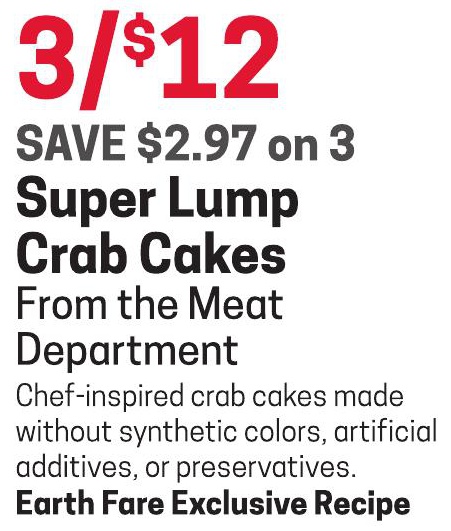 3/$12
SAVE $2.97 on 3
Super Lump
Crab Cakes
From the Meat
Department
Chef-inspired crab cakes made
without synthetic colors, artificial
additives, or preservatives.
Earth Fare Exclusive Recipe